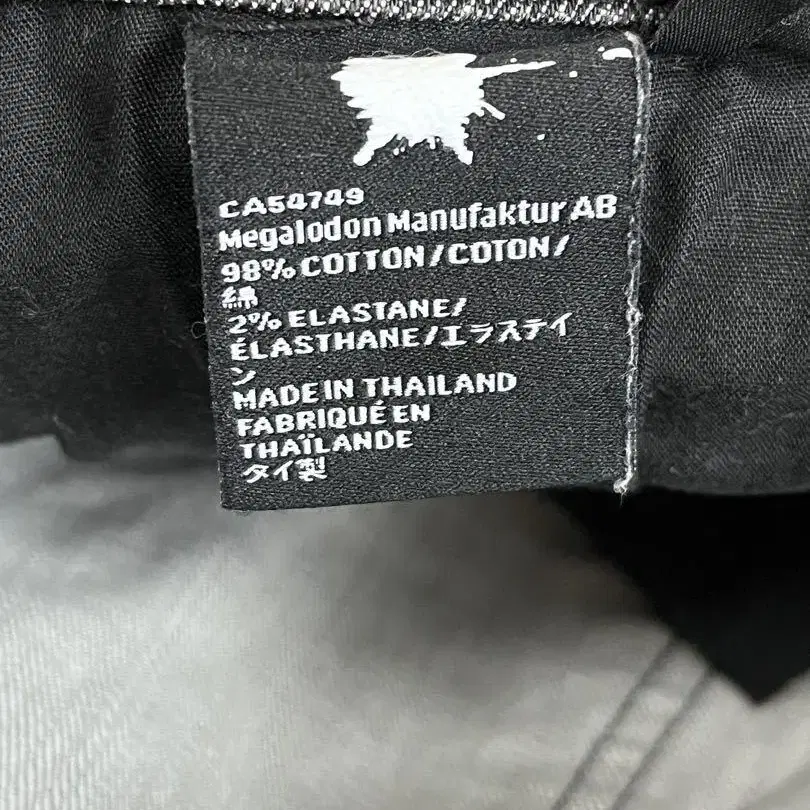 CA54749
Megalodon Manufaktur AB
98% COTTON/COTON/
綿
2% ELASTANE/
ÉLASTHANE/エラステイ
ン
MADE IN THAILAND
FABRIQUÉ EN
THAÏLANDE
タイ製